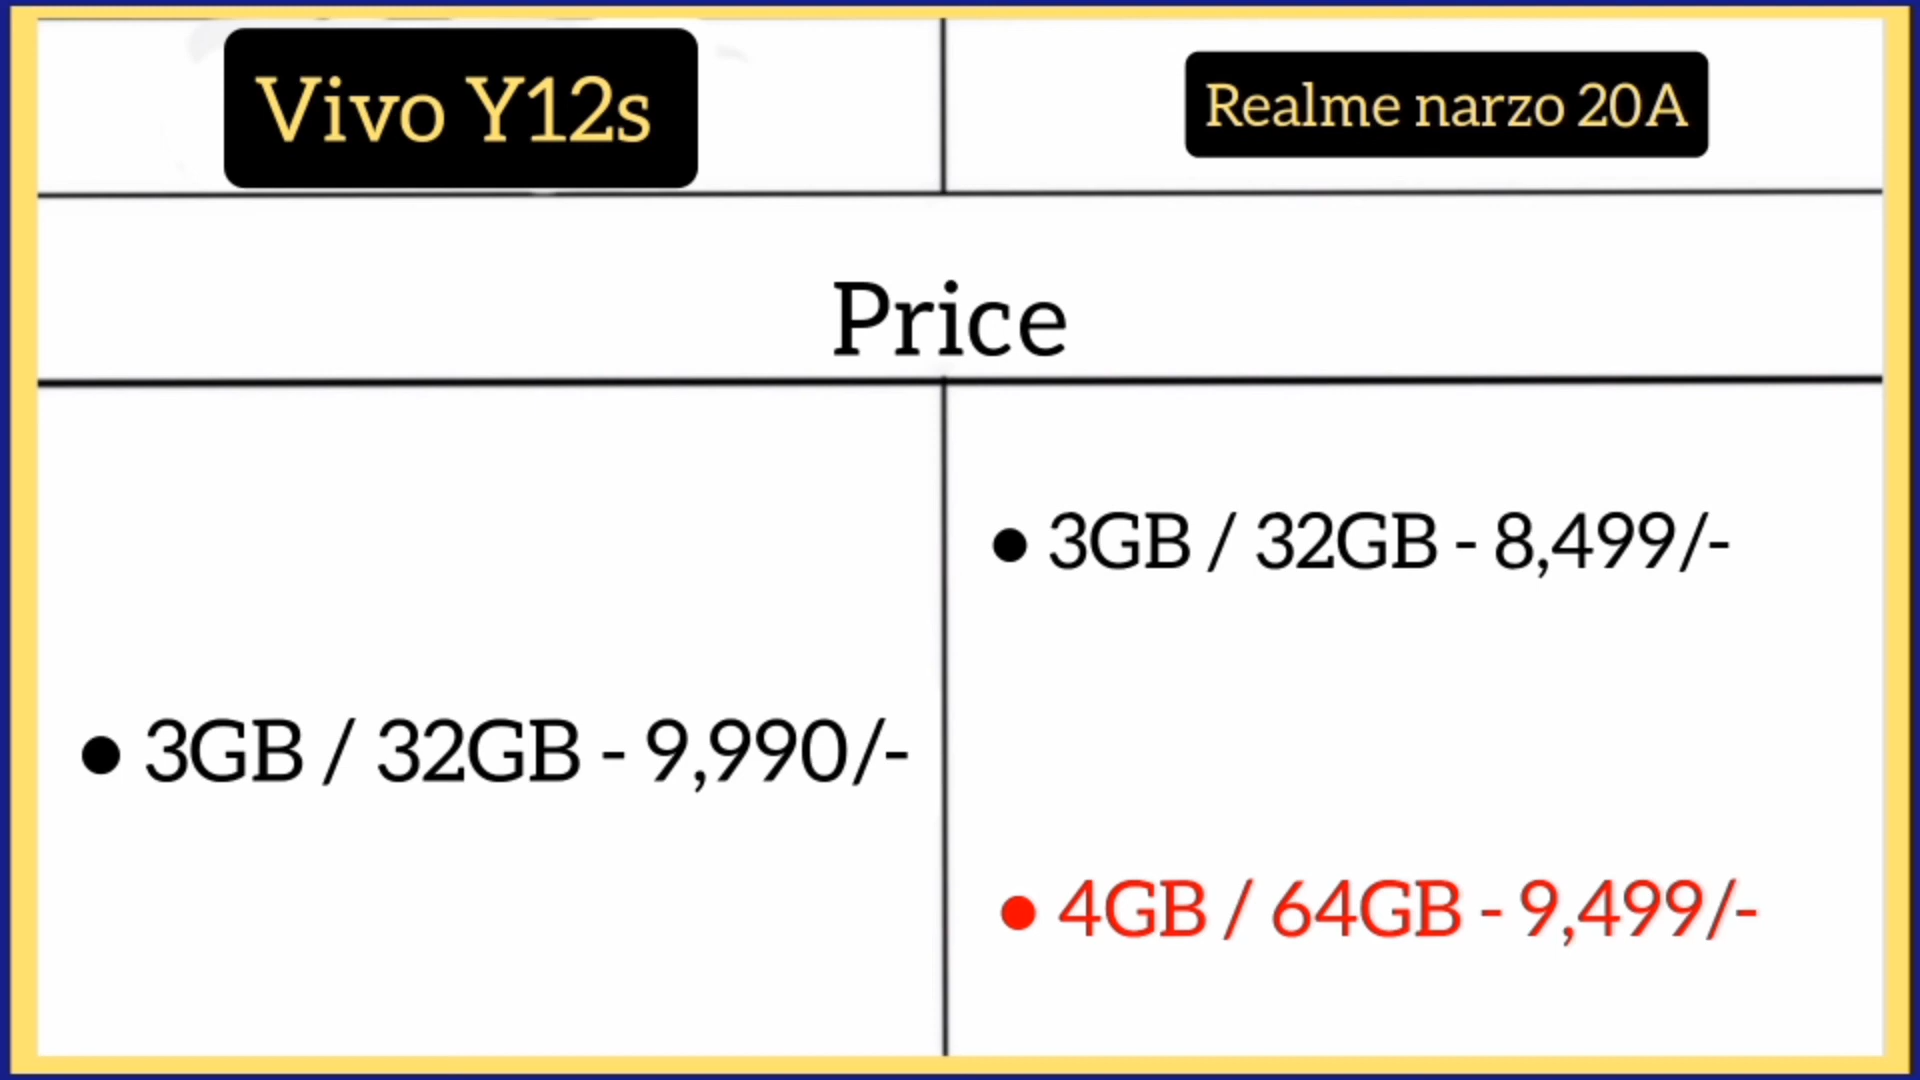 Vivo Y12s
Realme narzo 20A
Price
● 3GB / 32GB - 9,990/-
● 3GB / 32GB - 8,499/-
● 4GB / 64GB - 9,499/-